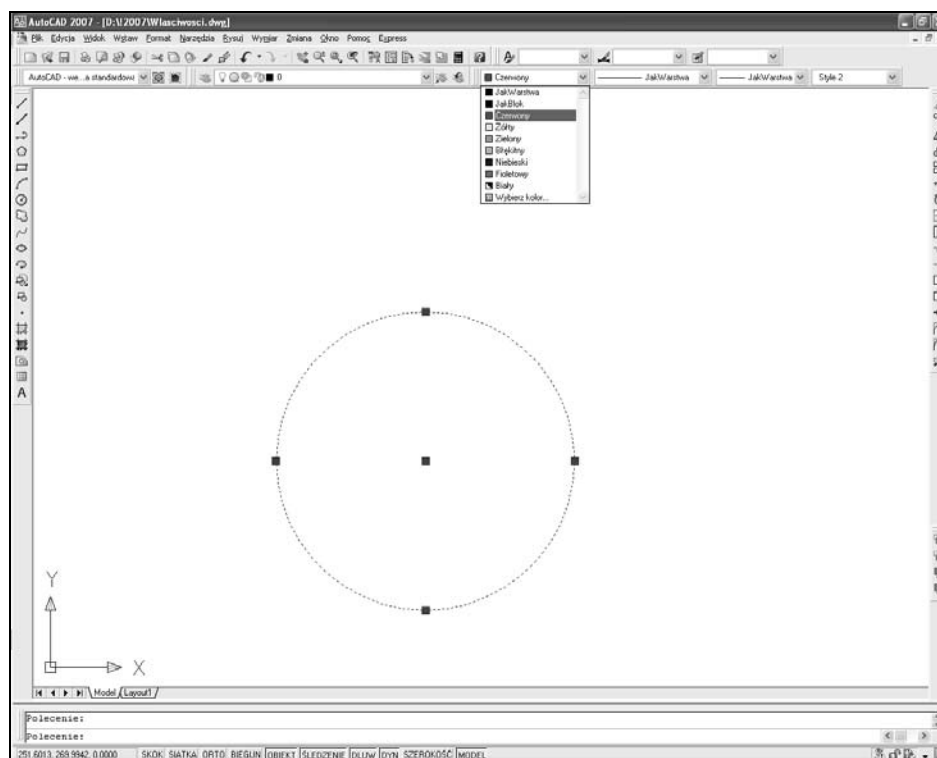 AutoCAD 2007 - [D:\!2007\Wlasciwosci.dwg]
Plik Edycja Widok Wstaw Format Narzędzia Rysuj Wymiar Zmiana Okno Pomoc Express
AutoCAD - we...a standardowa 0 Czerwony JakWarstwa JakWarstwa Style 2
JakWarstwa
JakBlok
Czerwony
Żółty
Zielony
Błękitny
Niebieski
Fioletowy
Biały
Wybierz kolor...
A
Y
X
Model Layout1
Polecenie:
Polecenie:
251.6013, 269.9942, 0.0000 SKOK SIATKA ORTO BIEGUN OBIEKT ŚLEDZENIE DLUW DYN SZEROKOŚĆ MODEL